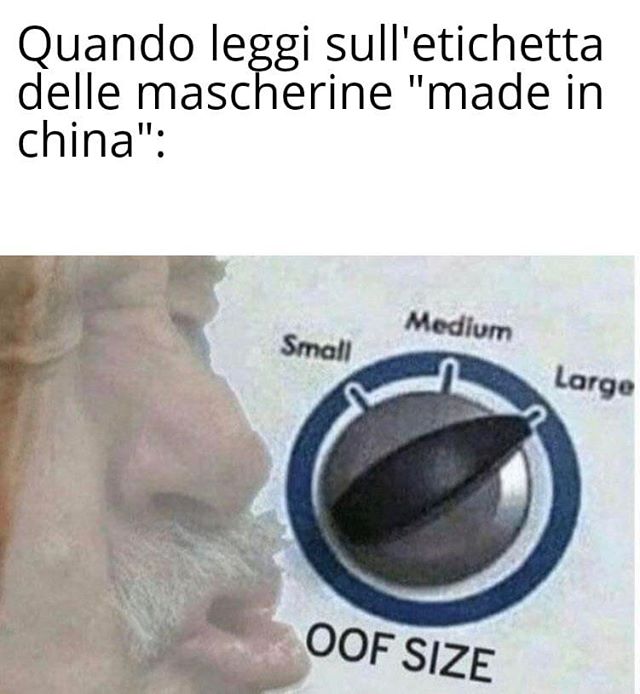 Quando leggi sull'etichetta
delle mascherine "made in
china":
Small
Medium
Large
OOF SIZE